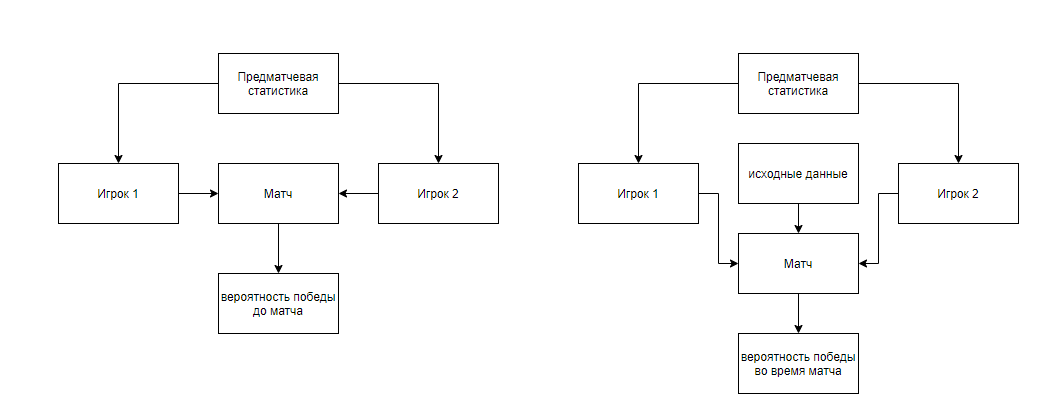 Предматчевая
статистика
Игрок 1
Матч
Игрок 2
вероятность победы
до матча
Предматчевая
статистика
исходные данные
Игрок 1
Игрок 2
Матч
вероятность победы
во время матча